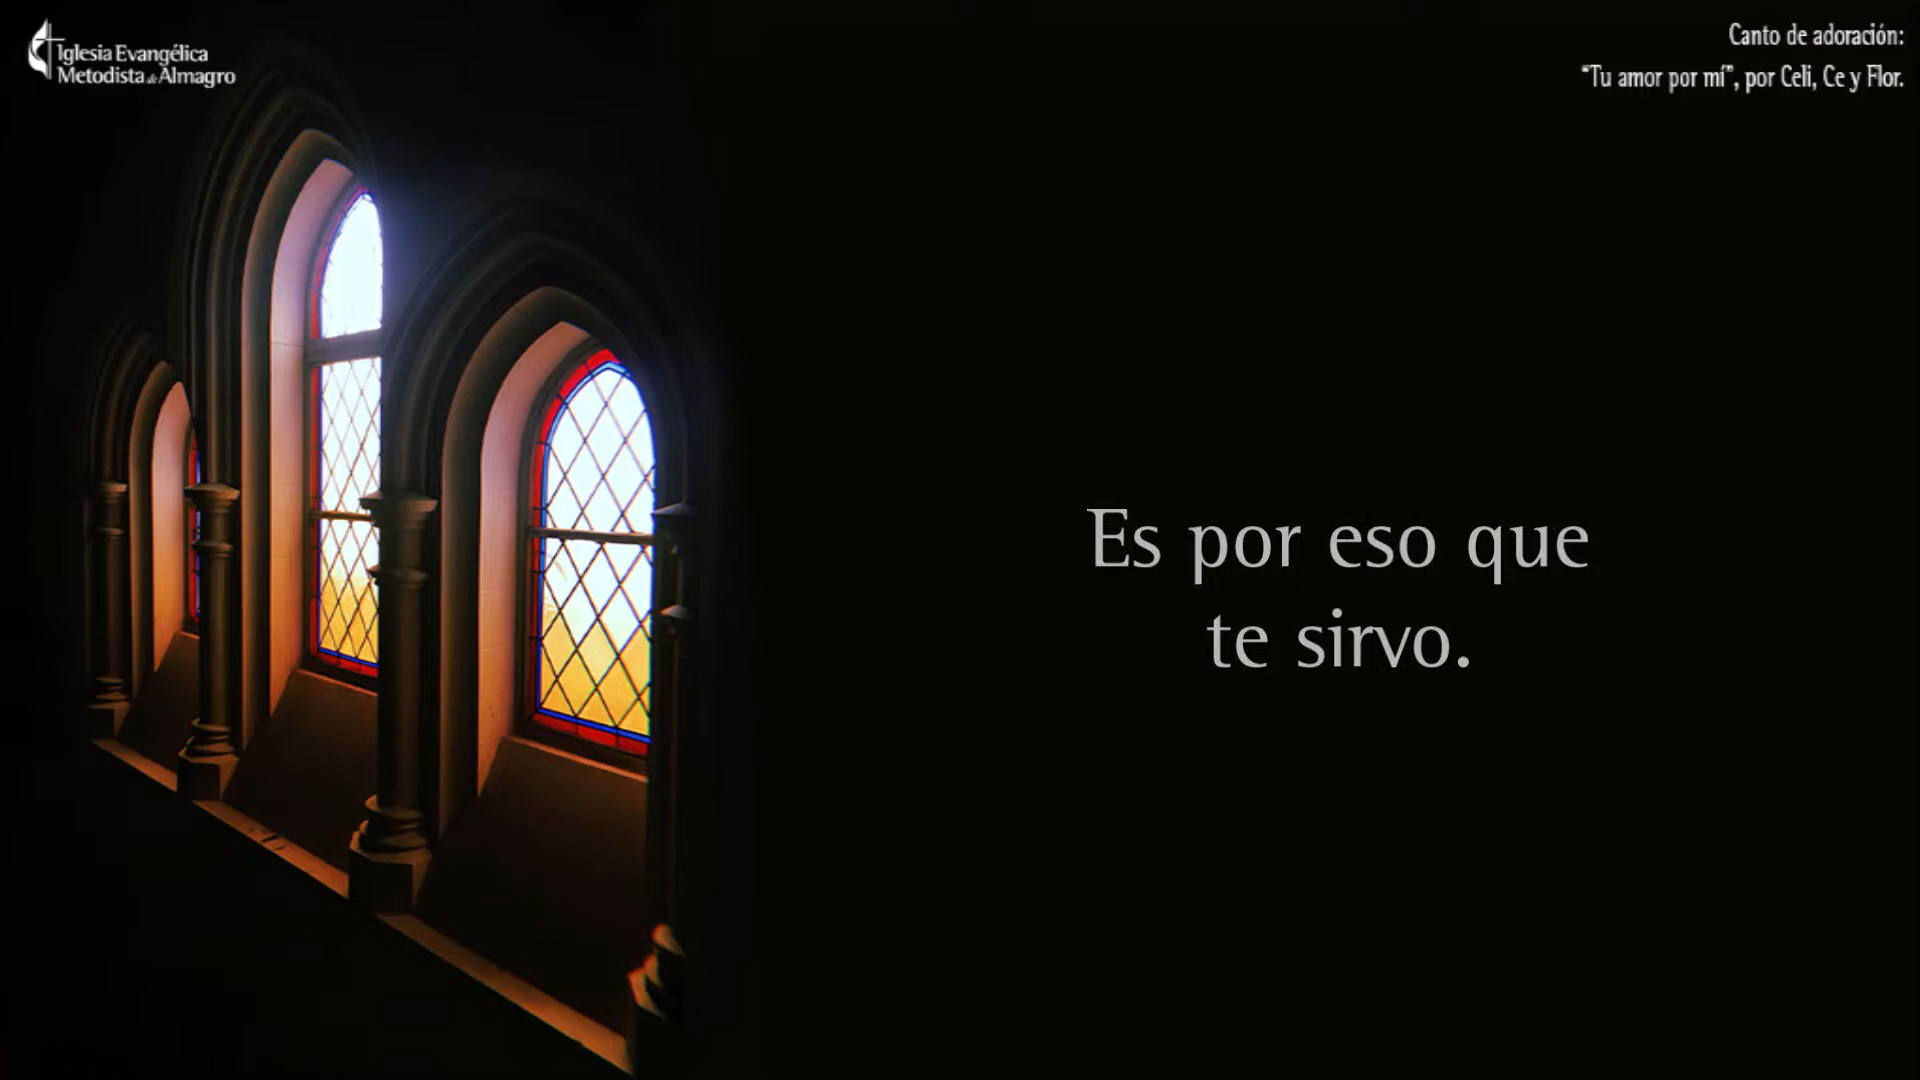 Iglesia Evangélica
Metodista de Almagro
Canto de adoración:
“Tu amor por mí”, por Celi, Ce y Flor.
Es por eso que
te sirvo.